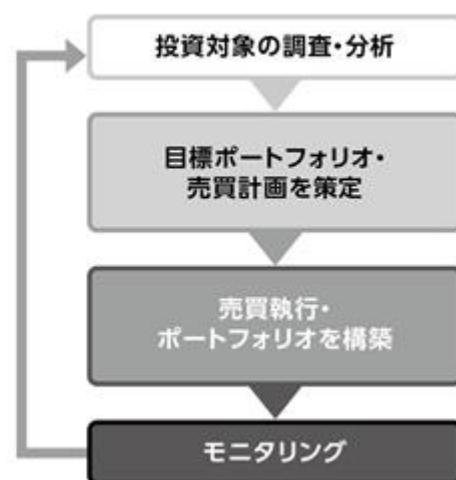 投資対象の調査・分析
目標ポートフォリオ・
売買計画を策定
売買執行・
ポートフォリオを構築
モニタリング